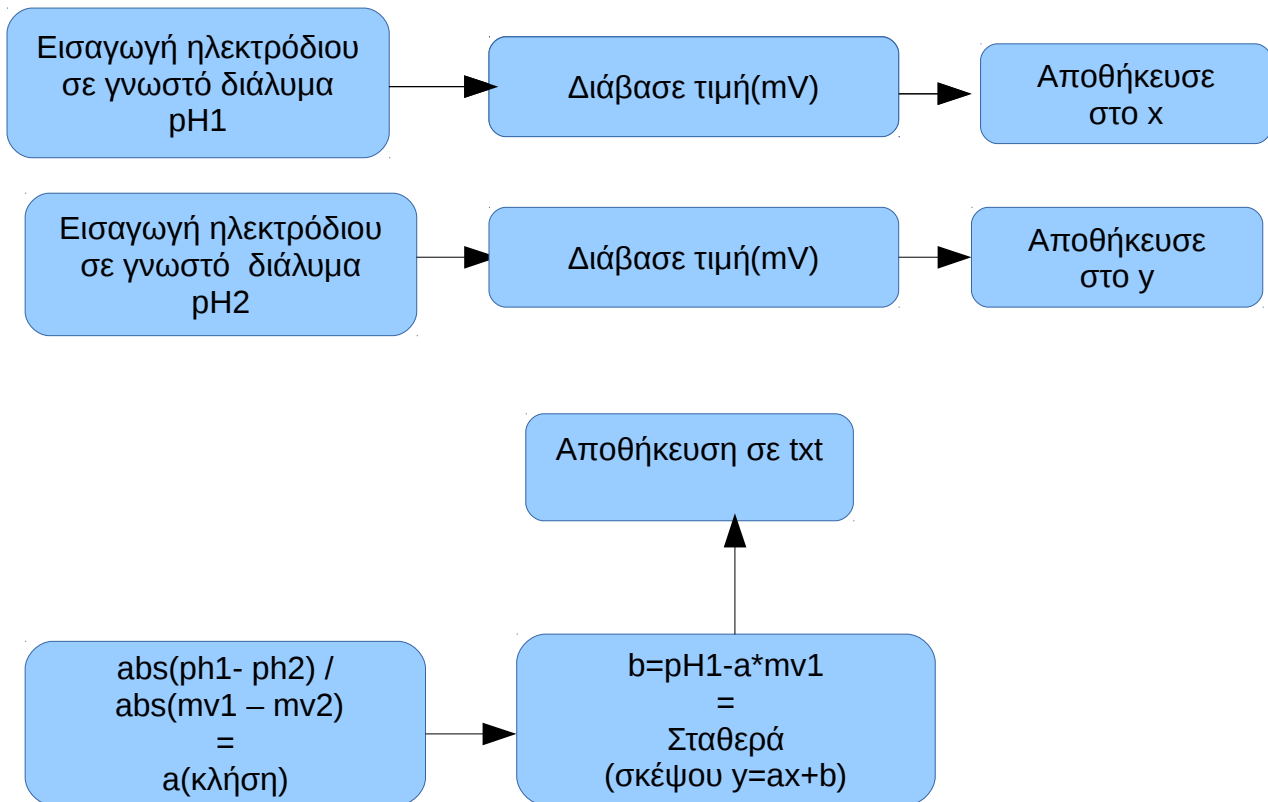 Εισαγωγή ηλεκτρόδιου
σε γνωστό διάλυμα
pH1
Διάβασε τιμή(mV)
Αποθήκευσε
στο x
Εισαγωγή ηλεκτρόδιου
σε γνωστό διάλυμα
pH2
Διάβασε τιμή(mV)
Αποθήκευσε
στο y
Αποθήκευση σε txt
abs(ph1- ph2) /
abs(mv1 – mv2)
=
a(κλήση)
b=pH1-a*mv1
=
Σταθερά
(σκέψου y=ax+b)